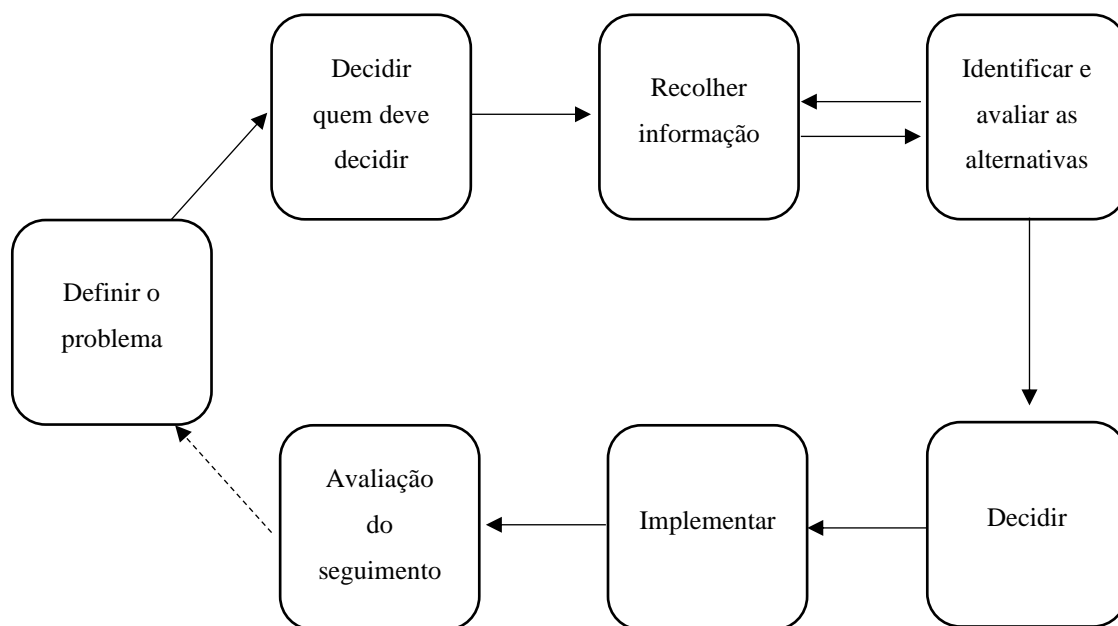 Decidir
quem deve
decidir
Recolher
informação
Identificar e
avaliar as
alternativas
Definir o
problema
Avaliação
do
seguimento
Implementar
Decidir